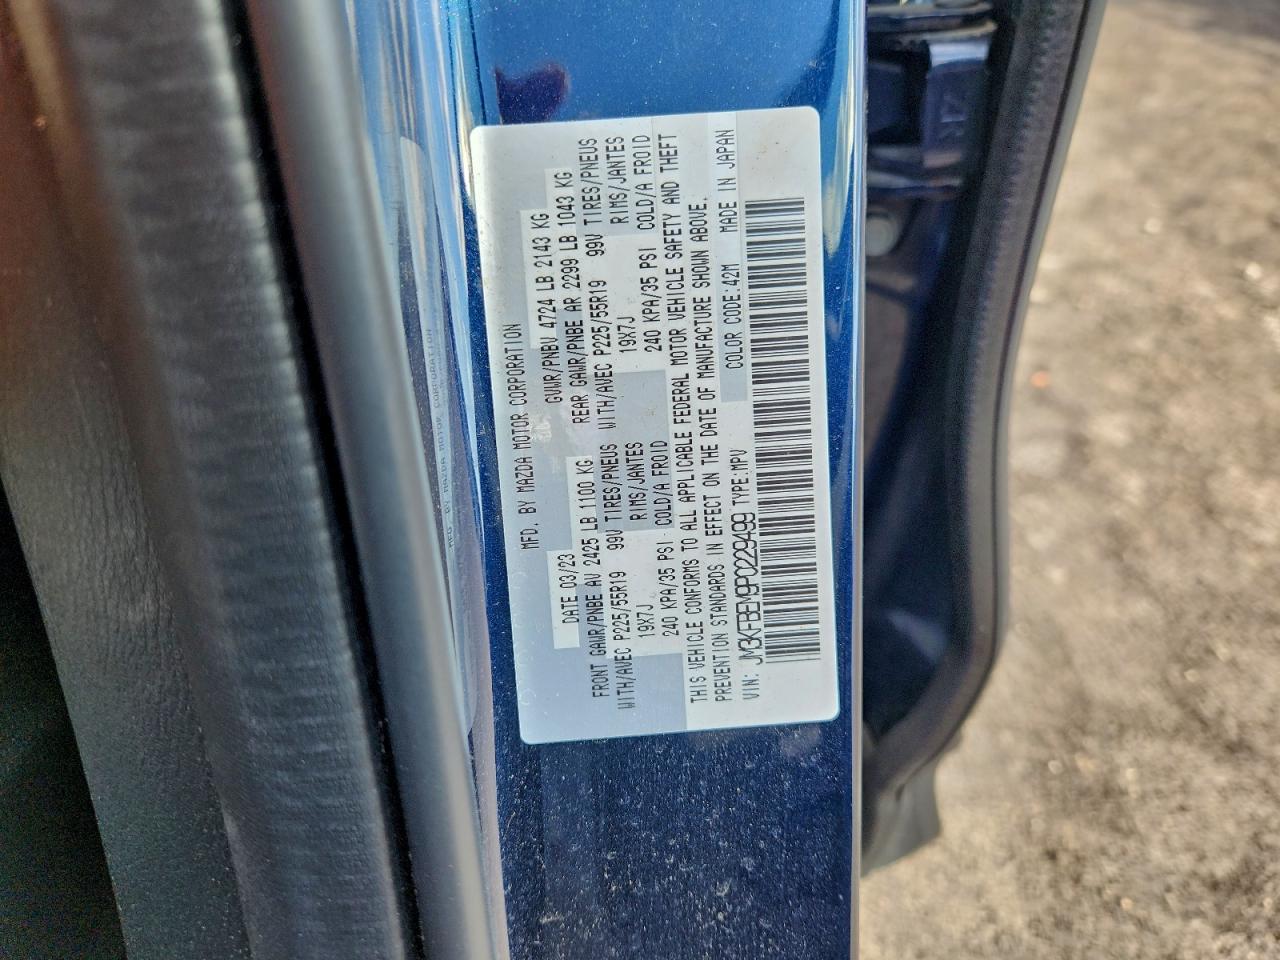 MFD. BY MAZDA MOTOR CORPORATION
DATE 03/23 GVWR/PNBV 4724 LB 2143 KG
FRONT GAWR/PNBE AV 2425 LB 1100 KG REAR GAWR/PNBE AR 2299 LB 1043 KG
WITH/AVEC P225/55R19 99V TIRES/PNEUS WITH/AVEC P225/55R19 99V TIRES/PNEUS
19X7J RIMS/JANTES 19X7J RIMS/JANTES
240 KPA/35 PSI COLD/A FROID 240 KPA/35 PSI COLD/A FROID
THIS VEHICLE CONFORMS TO ALL APPLICABLE FEDERAL MOTOR VEHICLE SAFETY AND THEFT
PREVENTION STANDARDS IN EFFECT ON THE DATE OF MANUFACTURE SHOWN ABOVE.
VIN: JM3KFBEM9P0229499 TYPE:MPV COLOR CODE:42M MADE IN JAPAN